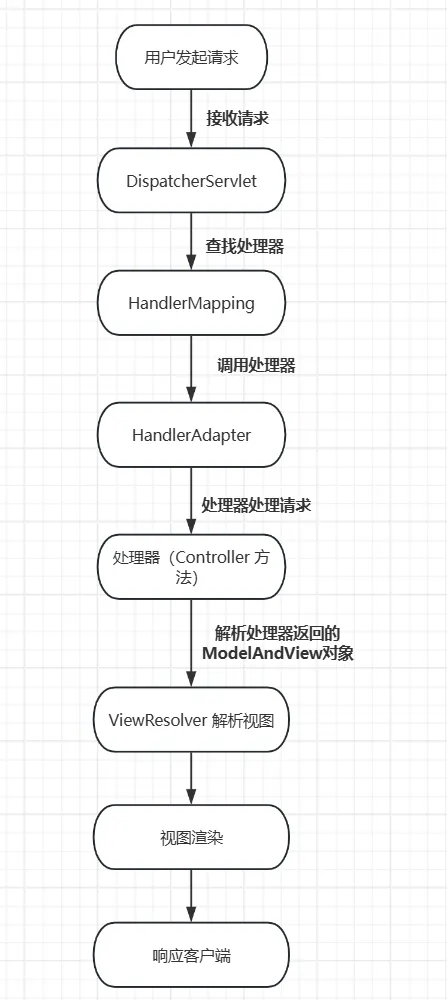 用户发起请求
接收请求
DispatcherServlet
查找处理器
HandlerMapping
调用处理器
HandlerAdapter
处理器处理请求
处理器（Controller 方
法）
解析处理器返回的
ModelAndView对象
ViewResolver 解析视图
视图渲染
响应客户端